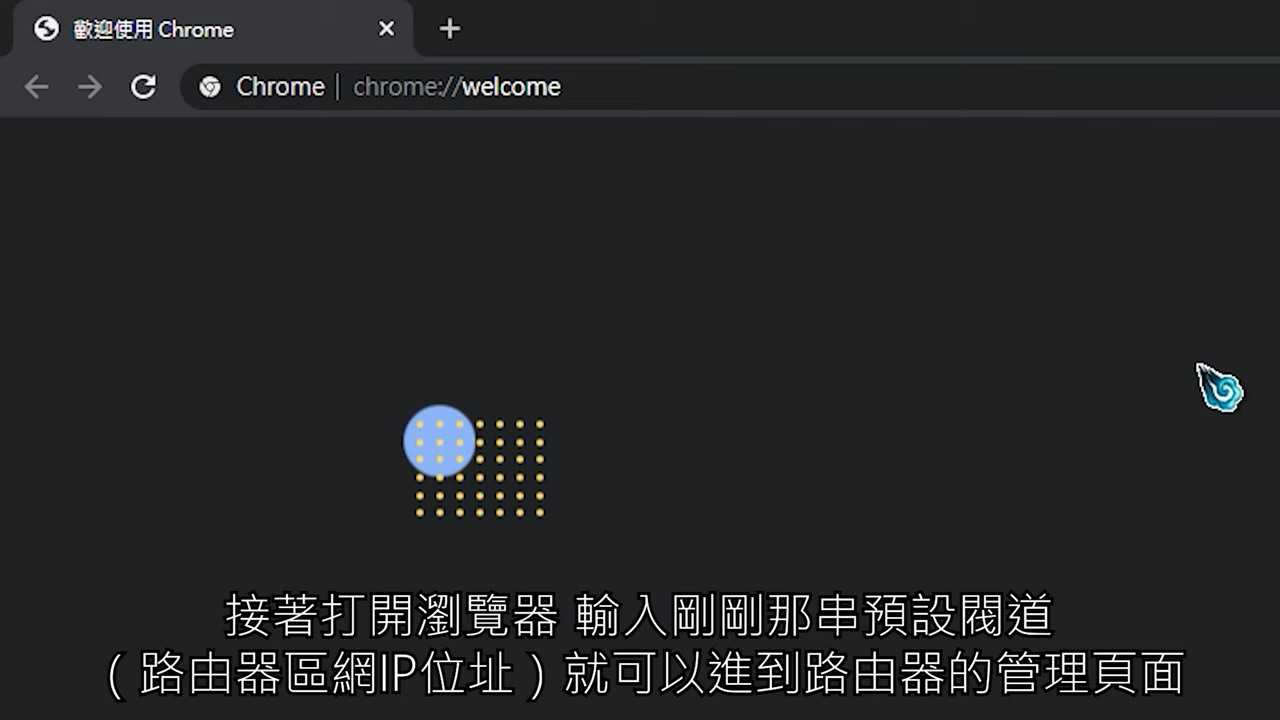 歡迎使用 Chrome
Chrome | chrome://welcome
接著打開瀏覽器 輸入剛剛那串預設閥道
（路由器區網IP位址）就可以進到路由器的管理頁面